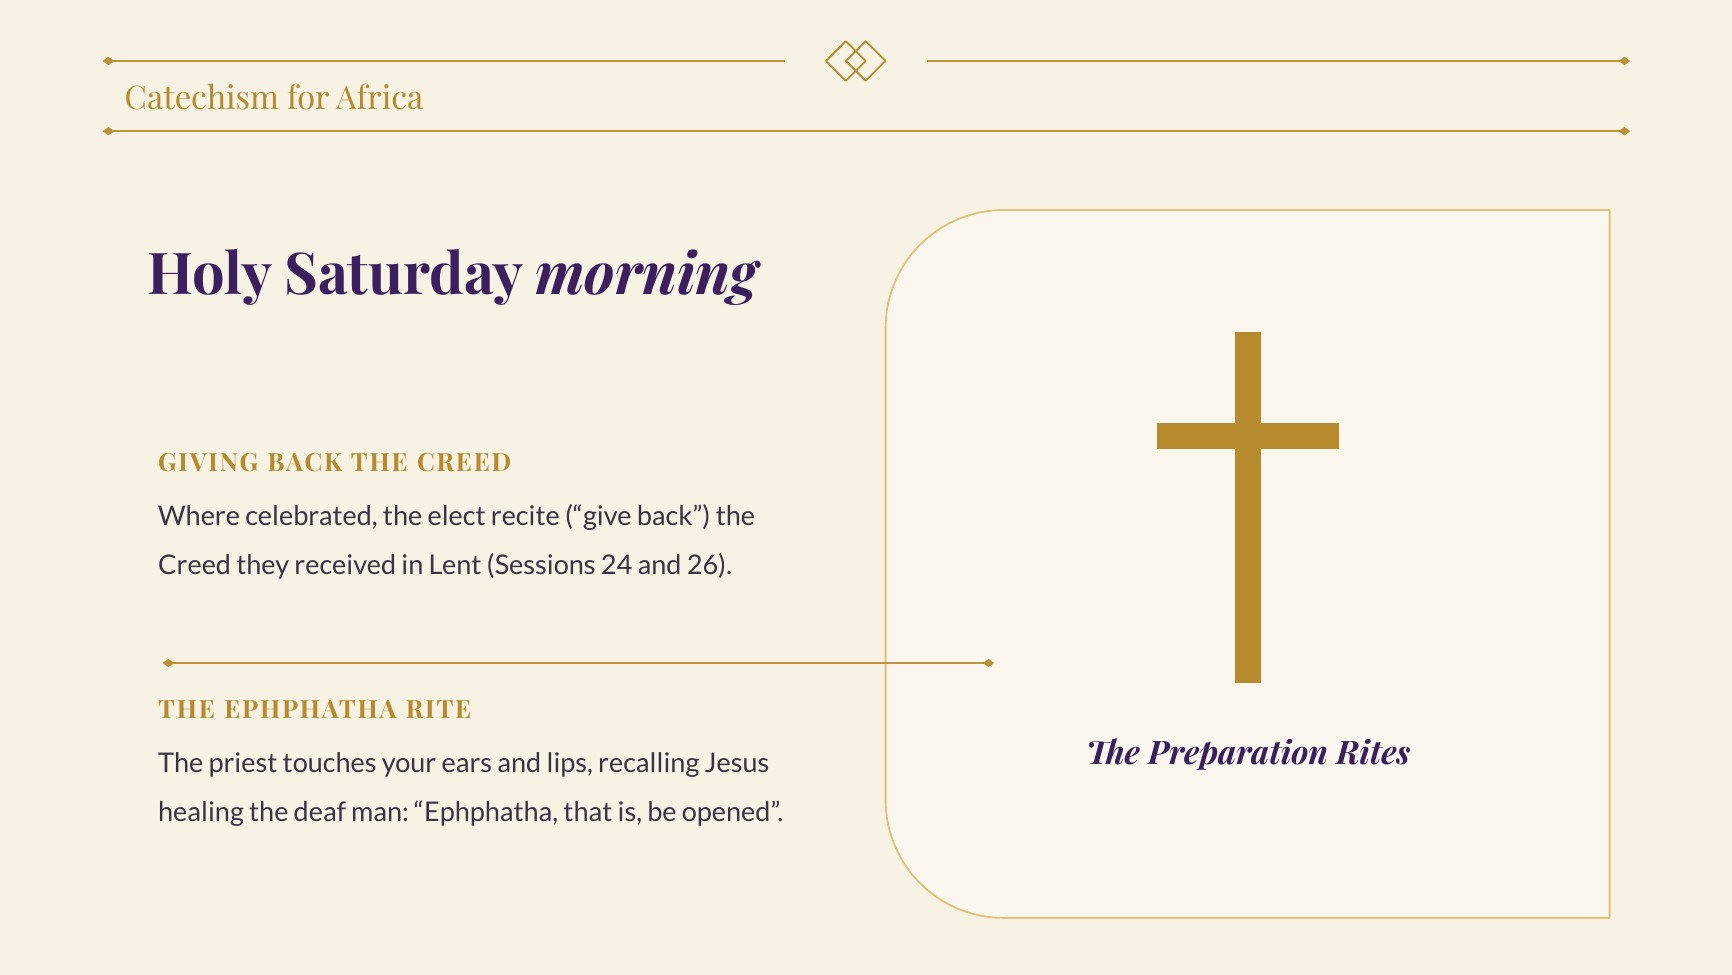 Catechism for Africa
Holy Saturday morning
GIVING BACK THE CREED
Where celebrated, the elect recite (“give back”) the
Creed they received in Lent (Sessions 24 and 26).
THE EPHPHATHA RITE
The priest touches your ears and lips, recalling Jesus
healing the deaf man: “Ephphatha, that is, be opened”.
The Preparation Rites